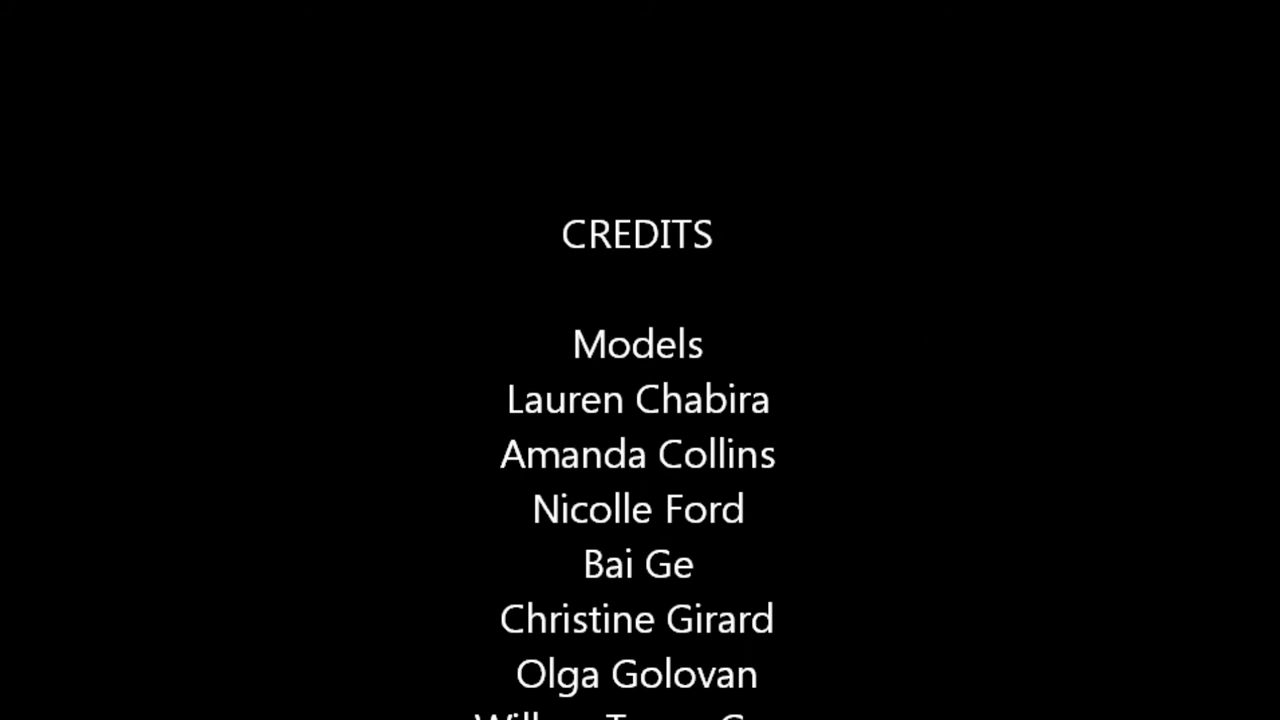 CREDITS
Models
Lauren Chabira
Amanda Collins
Nicolle Ford
Bai Ge
Christine Girard
Olga Golovan